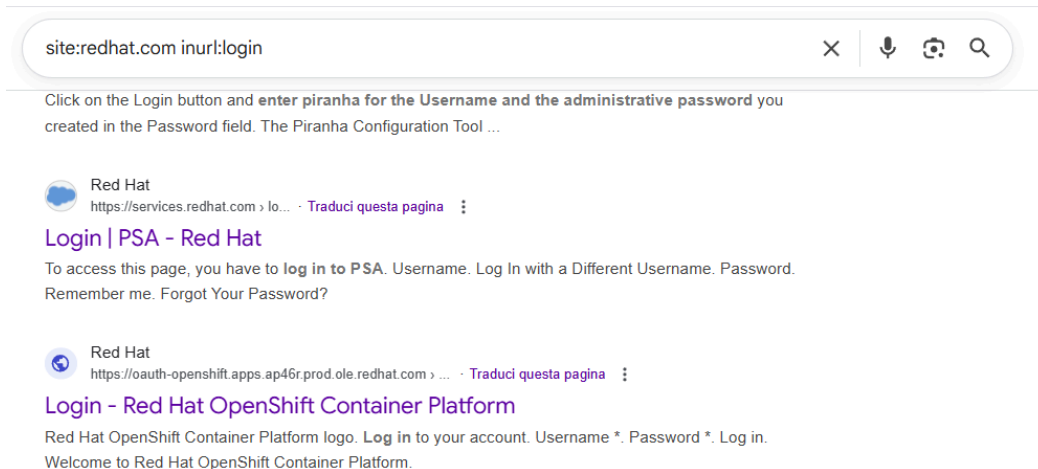 site:redhat.com inurl:login
Click on the Login button and enter piranha for the Username and the administrative password you
created in the Password field. The Piranha Configuration Tool ...
Red Hat
https://services.redhat.com › lo... · Traduci questa pagina
Login | PSA - Red Hat
To access this page, you have to log in to PSA. Username. Log In with a Different Username. Password.
Remember me. Forgot Your Password?
Red Hat
https://oauth-openshift.apps.ap46r.prod.ole.redhat.com › ... · Traduci questa pagina
Login - Red Hat OpenShift Container Platform
Red Hat OpenShift Container Platform logo. Log in to your account. Username *. Password *. Log in.
Welcome to Red Hat OpenShift Container Platform.